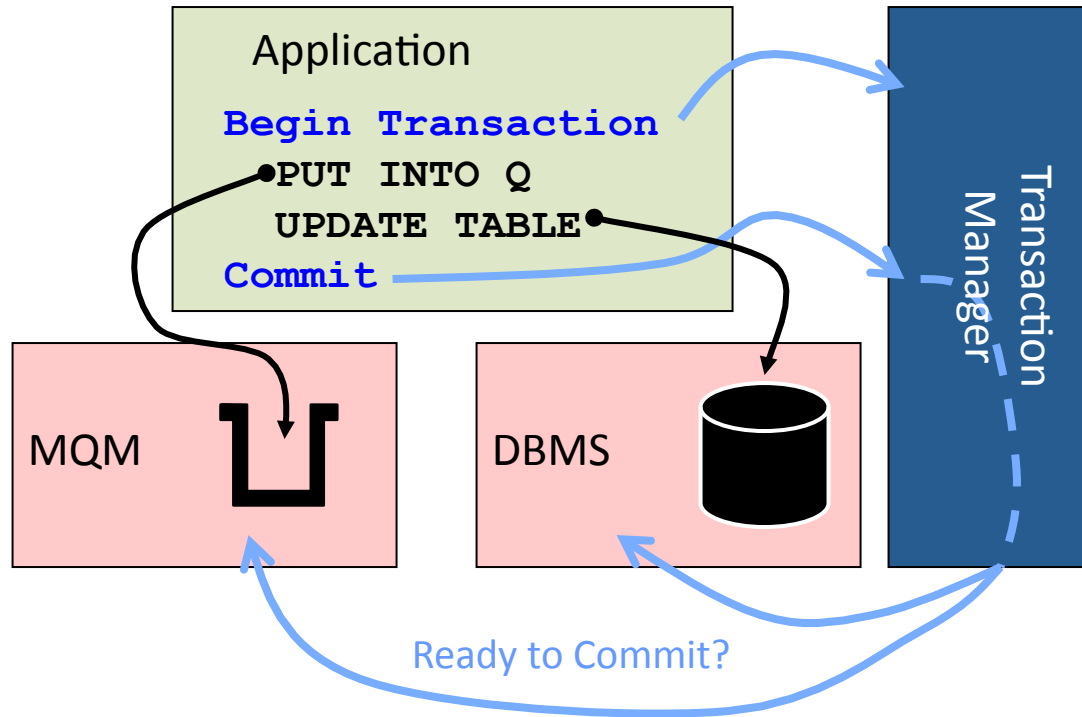 Application
Begin Transaction
PUT INTO Q
UPDATE TABLE
Commit
Transaction
Manager
MQM
DBMS
Ready to Commit?